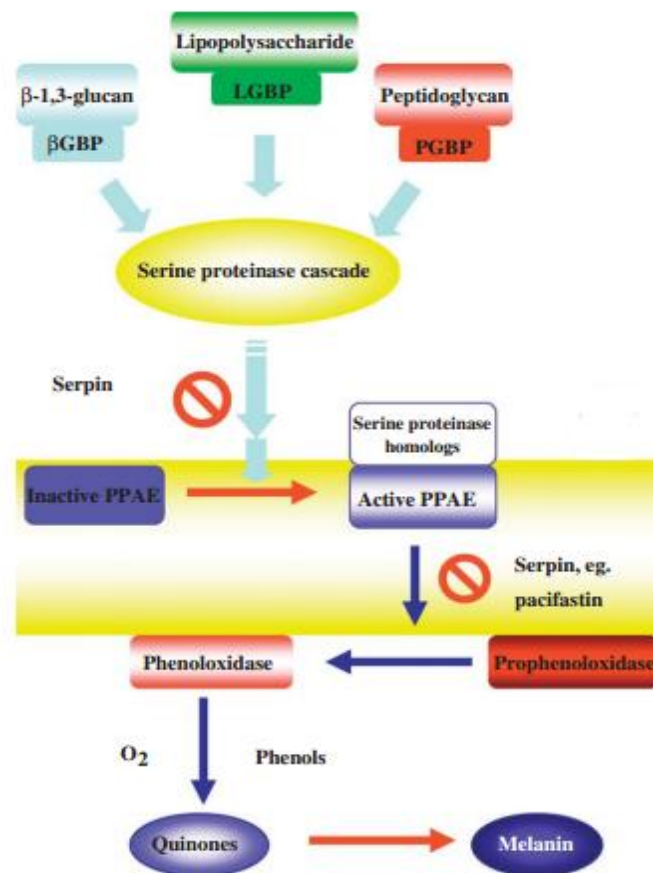 Lipopolysaccharide
LGBP
β-1,3-glucan
βGBP
Peptidoglycan
PGBP
Serine proteinase cascade
Serpin
Serine proteinase
homologs
Inactive PPAE
Active PPAE
Serpin, eg.
pacifastin
Phenoloxidase
Prophenoloxidase
O₂
Phenols
Quinones
Melanin